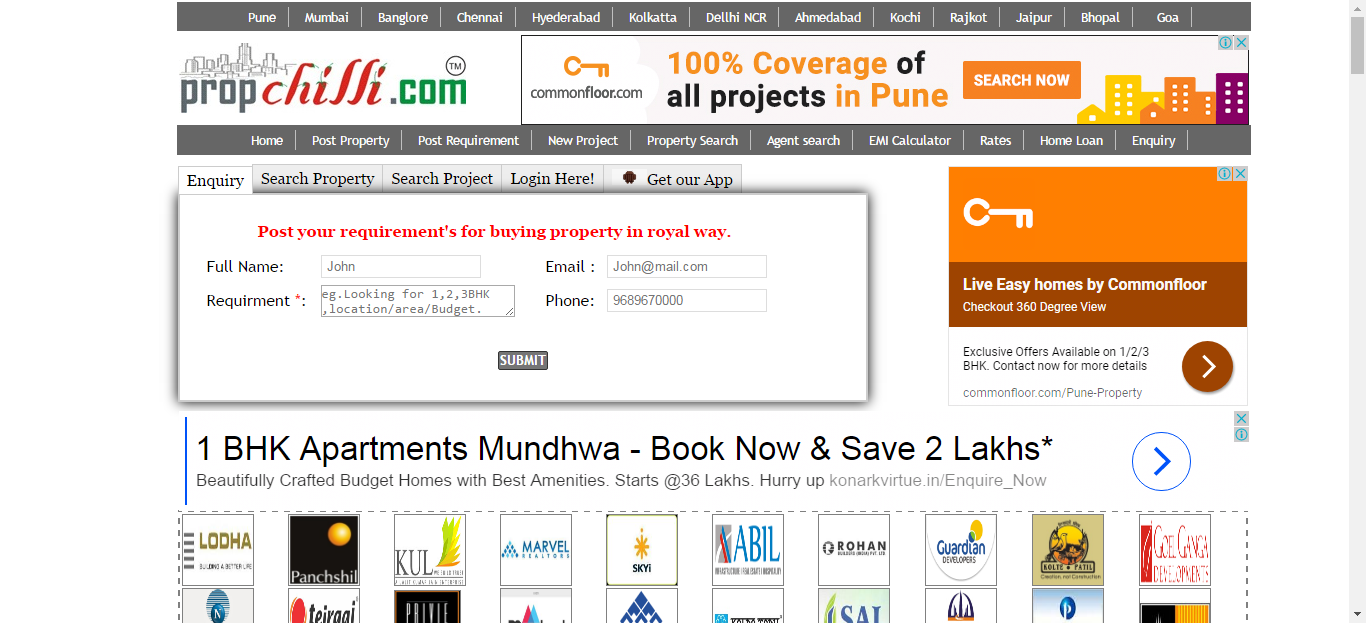 Pune Mumbai Banglore Chennai Hyederabad Kolkatta Dellhi NCR Ahmedabad Kochi Rajkot Jaipur Bhopal Goa
propchilli.com TM
commonfloor.com
100% Coverage of
all projects in Pune
SEARCH NOW
Home Post Property Post Requirement New Project Property Search Agent search EMI Calculator Rates Home Loan Enquiry
Enquiry Search Property Search Project Login Here! Get our App
Post your requirement's for buying property in royal way.
Full Name: John Email : John@mail.com
Requirment *: eg.Looking for 1,2,3BHK
,location/area/Budget.
Phone: 9689670000
SUBMIT
Live Easy homes by Commonfloor
Checkout 360 Degree View
Exclusive Offers Available on 1/2/3
BHK. Contact now for more details
commonfloor.com/Pune-Property
1 BHK Apartments Mundhwa - Book Now & Save 2 Lakhs*
Beautifully Crafted Budget Homes with Best Amenities. Starts @36 Lakhs. Hurry up konarkvirtue.in/Enquire_Now
LODHA
BUILDING A BETTER LIFE
Panchshil
KUL
MARVEL
REALTORS
SKYi
ABIL
ROHAN
Guardian
DEVELOPERS
KOLTE PATIL
Creation, not Construction
GOEL GANGA
DEVELOPMENTS
N
PRIVIE